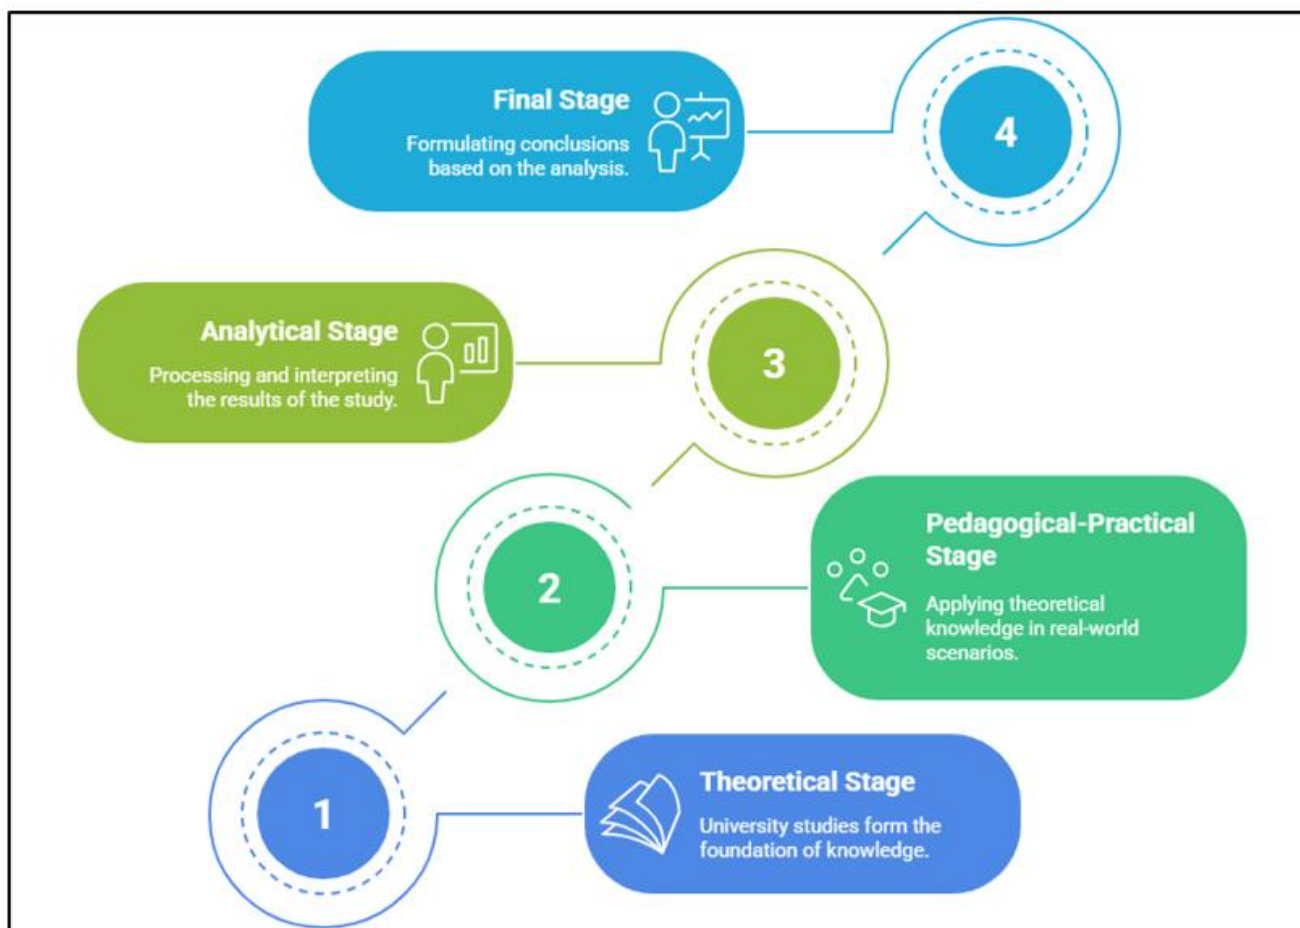 Final Stage
Formulating conclusions
based on the analysis.
4
Analytical Stage
Processing and interpreting
the results of the study.
3
2
Pedagogical-Practical
Stage
Applying theoretical
knowledge in real-world
scenarios.
1
Theoretical Stage
University studies form the
foundation of knowledge.